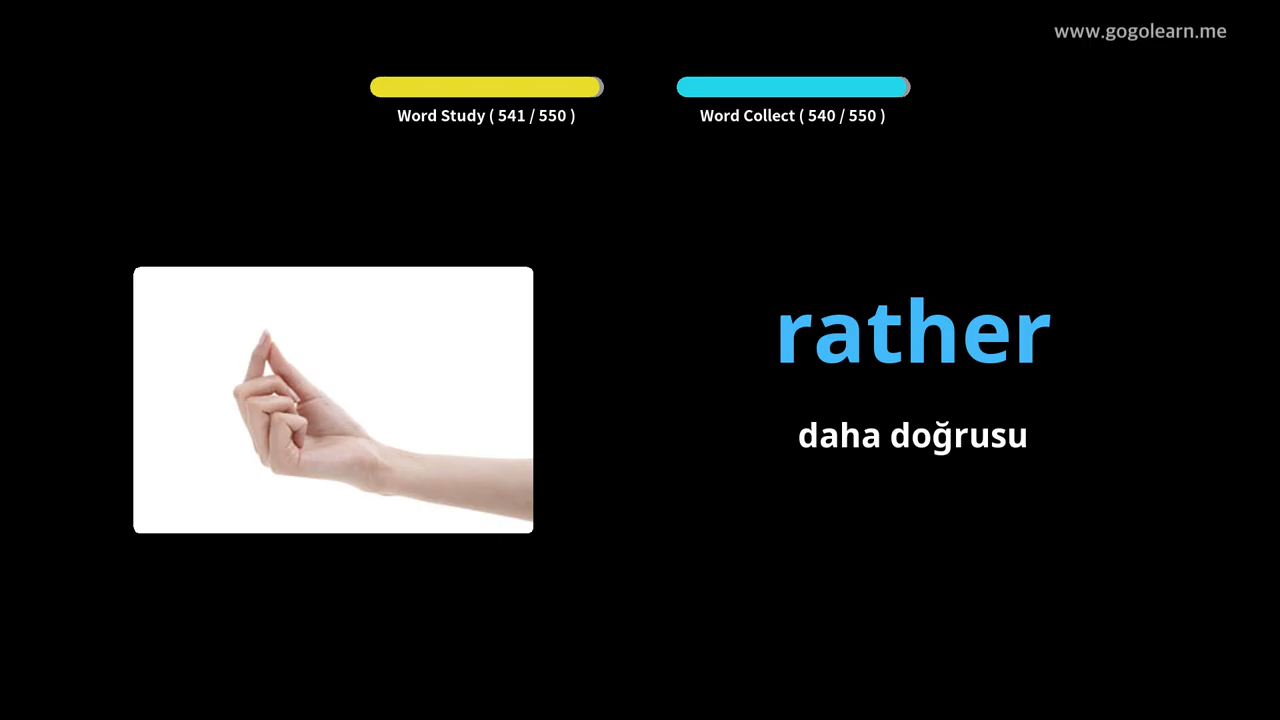 www.gogolearn.me
Word Study ( 541 / 550 )
Word Collect ( 540 / 550 )
rather
daha doğrusu